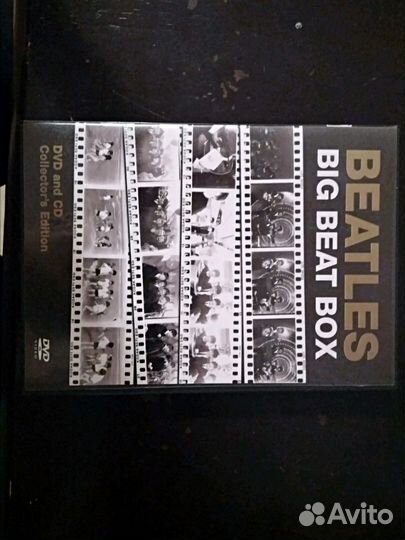 BEATLES
BIG BEAT BOX
DVD and CD
Collector's Edition
DVD
Avito